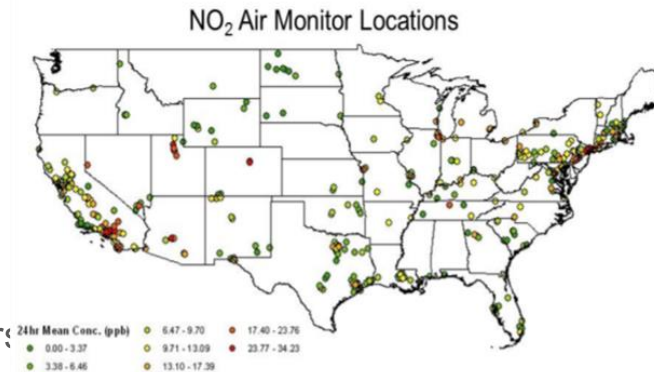 NO₂ Air Monitor Locations
24hr Mean Conc. (ppb)
0.00 - 3.37
3.38 - 6.46
6.47 - 9.70
9.71 - 13.09
13.10 - 17.39
17.40 - 23.76
23.77 - 34.23